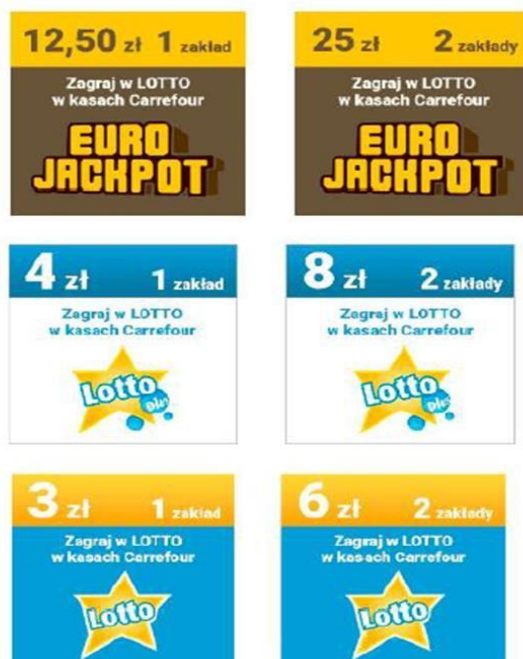 12,50 zł 1 zakład
Zagraj w LOTTO
w kasach Carrefour
EURO
JACKPOT
25 zł 2 zakłady
Zagraj w LOTTO
w kasach Carrefour
EURO
JACKPOT
4 zł 1 zakład
Zagraj w LOTTO
w kasach Carrefour
Lotto
plus
8 zł 2 zakłady
Zagraj w LOTTO
w kasach Carrefour
Lotto
plus
3 zł 1 zakład
Zagraj w LOTTO
w kasach Carrefour
Lotto
6 zł 2 zakłady
Zagraj w LOTTO
w kasach Carrefour
Lotto